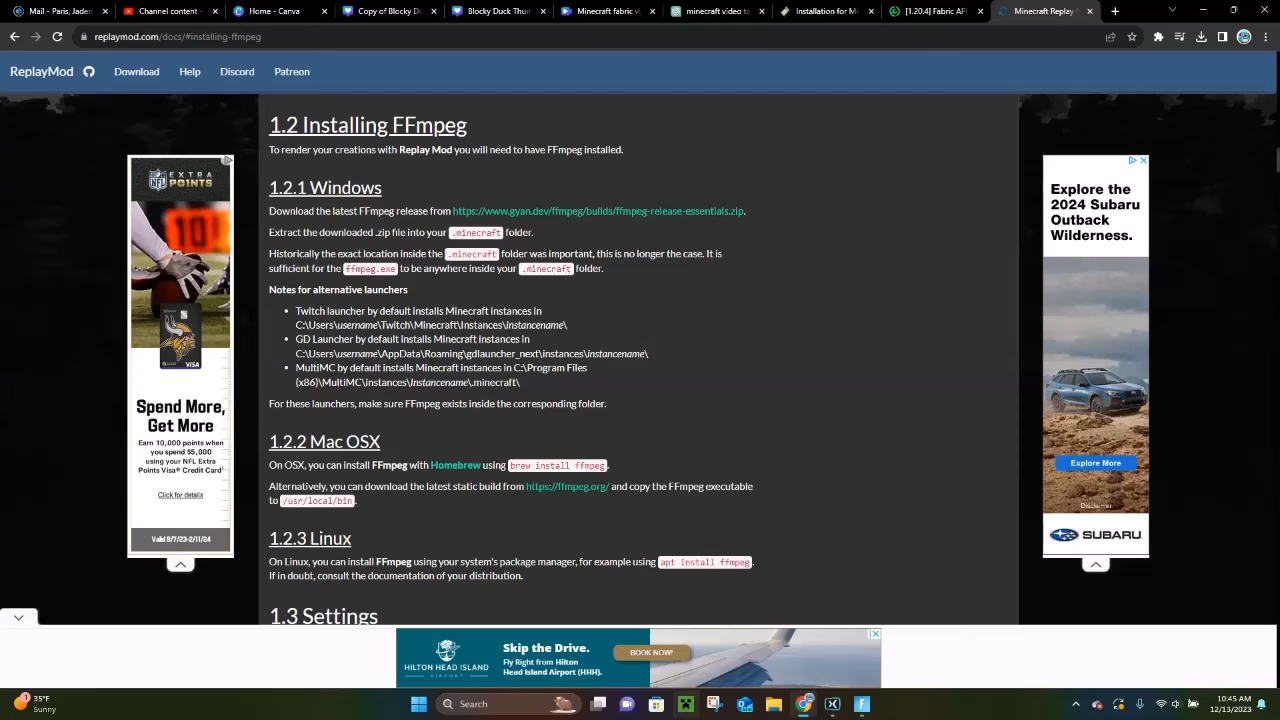 Mail - Paris, Jaden
Channel content -
Home - Canva
Copy of Blocky Du
Blocky Duck Thun
Minecraft fabric v
minecraft video ta
Installation for Mi
[1.20.4] Fabric API
Minecraft Replay
replaymod.com/docs/#installing-ffmpeg
ReplayMod Download Help Discord Patreon
1.2 Installing FFmpeg
To render your creations with Replay Mod you will need to have FFmpeg installed.
1.2.1 Windows
Download the latest FFmpeg release from https://www.gyan.dev/ffmpeg/builds/ffmpeg-release-essentials.zip.
Extract the downloaded .zip file into your .minecraft folder.
Historically the exact location inside the .minecraft folder was important, this is no longer the case. It is
sufficient for the ffmpeg.exe to be anywhere inside your .minecraft folder.
Notes for alternative launchers
• Twitch launcher by default installs Minecraft instances in
C:\Users\username\Twitch\Minecraft\Instances\Instancename\
• GD Launcher by default installs Minecraft instances in
C:\Users\username\AppData\Roaming\gdlauncher_next\instances\instancename\
• MultiMC by default installs Minecraft instances in C:\Program Files
(x86)\MultiMC\instances\Instancename\.minecraft\
For these launchers, make sure FFmpeg exists inside the corresponding folder.
1.2.2 Mac OSX
On OSX, you can install FFmpeg with Homebrew using brew install ffmpeg.
Alternatively, you can download the latest static build from https://ffmpeg.org/ and copy the FFmpeg executable
to /usr/local/bin.
1.2.3 Linux
On Linux, you can install FFmpeg using your system's package manager, for example using apt install ffmpeg.
If in doubt, consult the documentation of your distribution.
1.3 Settings
NFL EXTRA
POINTS
VISA
Spend More,
Get More
Earn 10,000 points when
you spend $5,000
using your NFL Extra
Points Visa® Credit Card
Click for details
Valid 9/7/23-2/11/24
Explore the
2024 Subaru
Outback
Wilderness.
Explore More
Disclaimer
SUBARU
HILTON HEAD ISLAND
AIRPORT
Skip the Drive.
Fly Right from Hilton
Head Island Airport (HHH).
BOOK NOW!
35°F
Sunny
Search
10:45 AM
12/13/2023